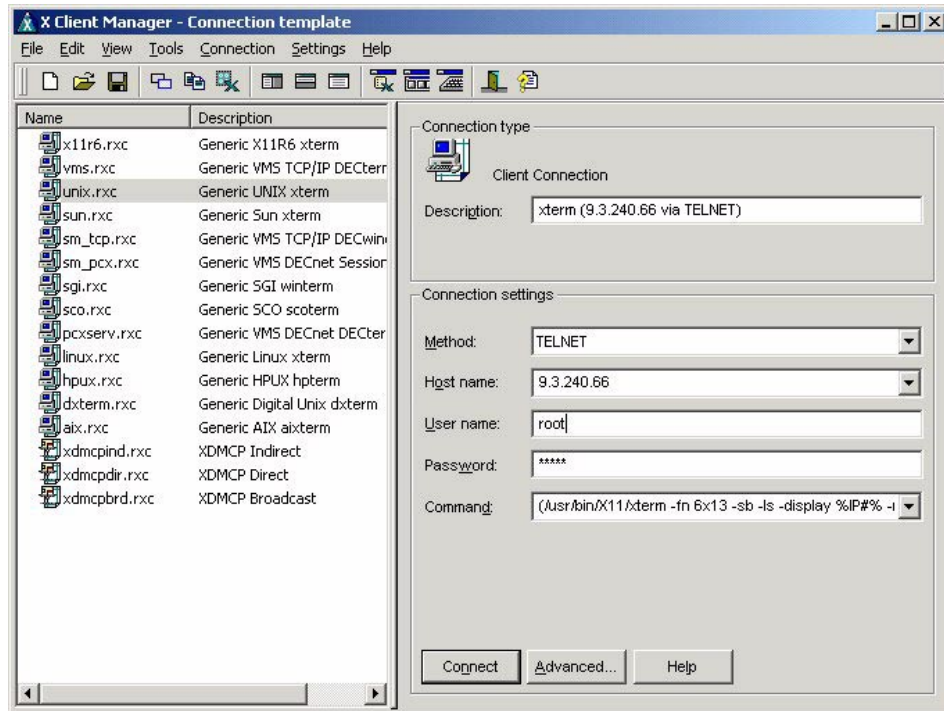 X Client Manager - Connection template
File Edit View Tools Connection Settings Help
Name Description
x11r6.rxc Generic X11R6 xterm
vms.rxc Generic VMS TCP/IP DECterr
unix.rxc Generic UNIX xterm
sun.rxc Generic Sun xterm
sm_tcp.rxc Generic VMS TCP/IP DECwin
sm_pcx.rxc Generic VMS DECnet Session
sgi.rxc Generic SGI winterm
sco.rxc Generic SCO scoterm
pcxserv.rxc Generic VMS DECnet DECter
linux.rxc Generic Linux xterm
hpux.rxc Generic HPUX hpterm
dxterm.rxc Generic Digital Unix dxterm
aix.rxc Generic AIX aixterm
xdmcpind.rxc XDMCP Indirect
xdmcpdir.rxc XDMCP Direct
xdmcpbrd.rxc XDMCP Broadcast
Connection type
Client Connection
Description: xterm (9.3.240.66 via TELNET)
Connection settings
Method: TELNET
Host name: 9.3.240.66
User name: root
Password: *****
Command: (/usr/bin/X11/xterm -fn 6x13 -sb -ls -display %IP#% -r
Connect Advanced... Help